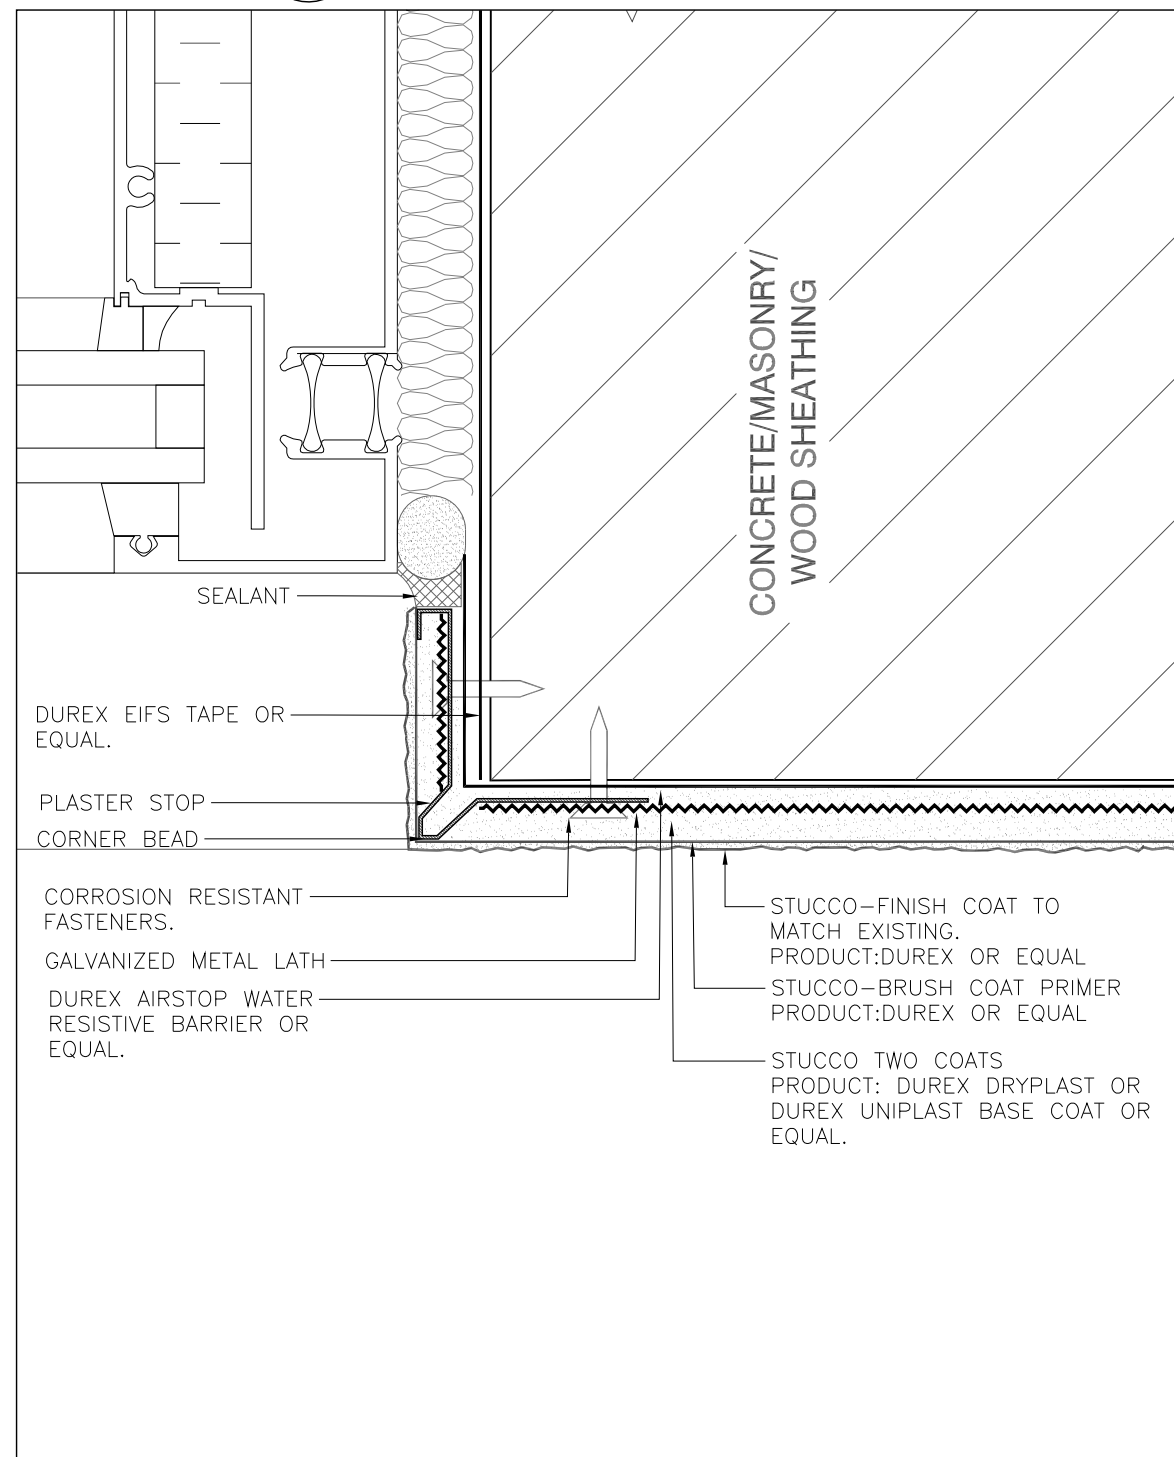 CONCRETE/MASONRY/
WOOD SHEATHING
SEALANT
DUREX EIFS TAPE OR
EQUAL.
PLASTER STOP
CORNER BEAD
CORROSION RESISTANT
FASTENERS.
GALVANIZED METAL LATH
DUREX AIRSTOP WATER
RESISTIVE BARRIER OR
EQUAL.
STUCCO-FINISH COAT TO
MATCH EXISTING.
PRODUCT:DUREX OR EQUAL
STUCCO-BRUSH COAT PRIMER
PRODUCT:DUREX OR EQUAL
STUCCO TWO COATS
PRODUCT: DUREX DRYPLAST OR
DUREX UNIPLAST BASE COAT OR
EQUAL.